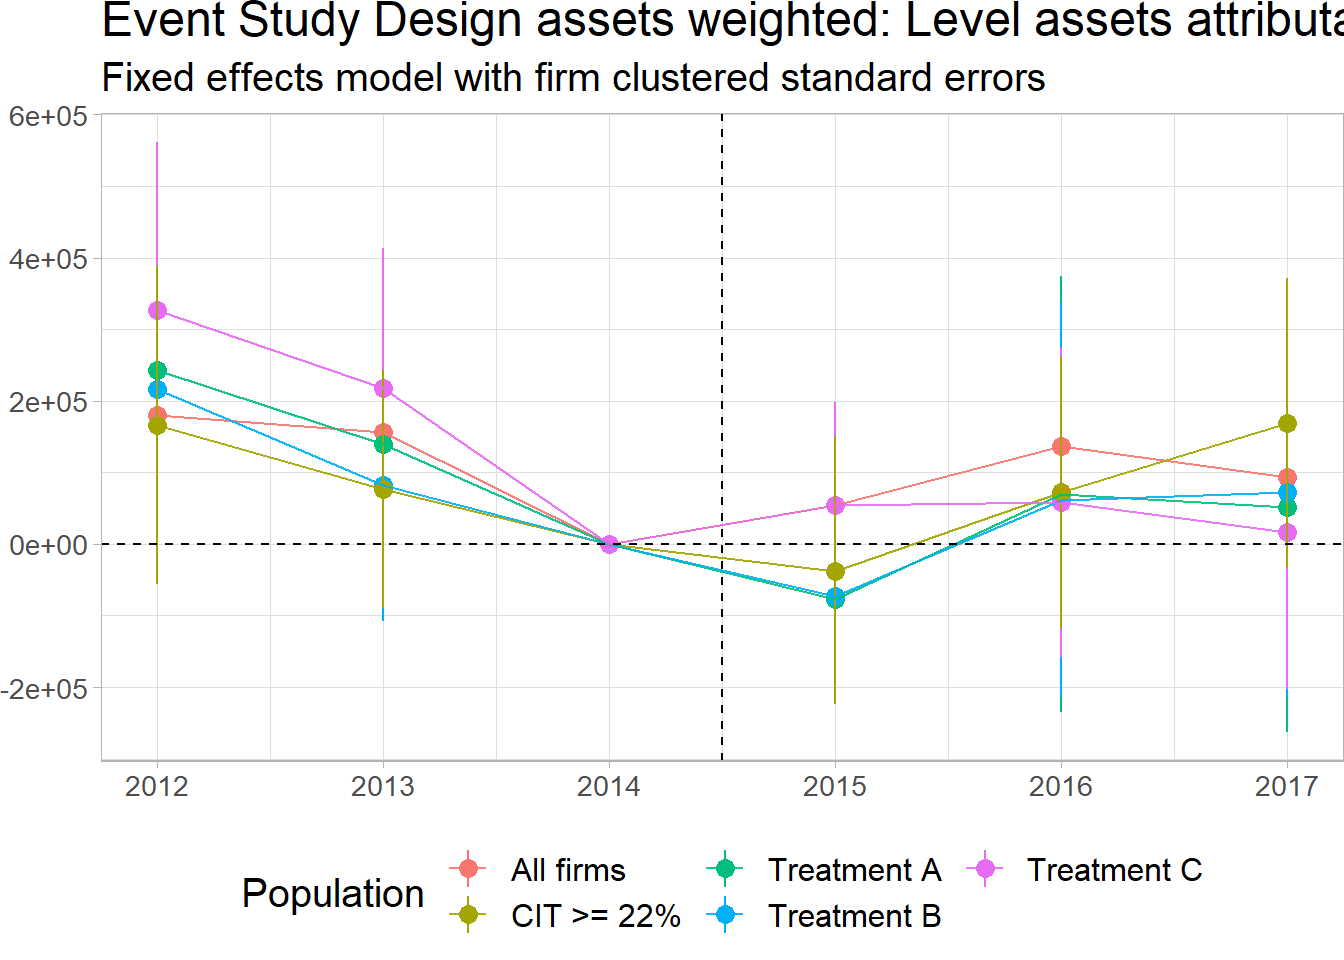 Event Study Design assets weighted: Level assets attributa
Fixed effects model with firm clustered standard errors
6e+05
4e+05
2e+05
0e+00
-2e+05
2012 2013 2014 2015 2016 2017
Population
All firms Treatment A Treatment C
CIT >= 22% Treatment B